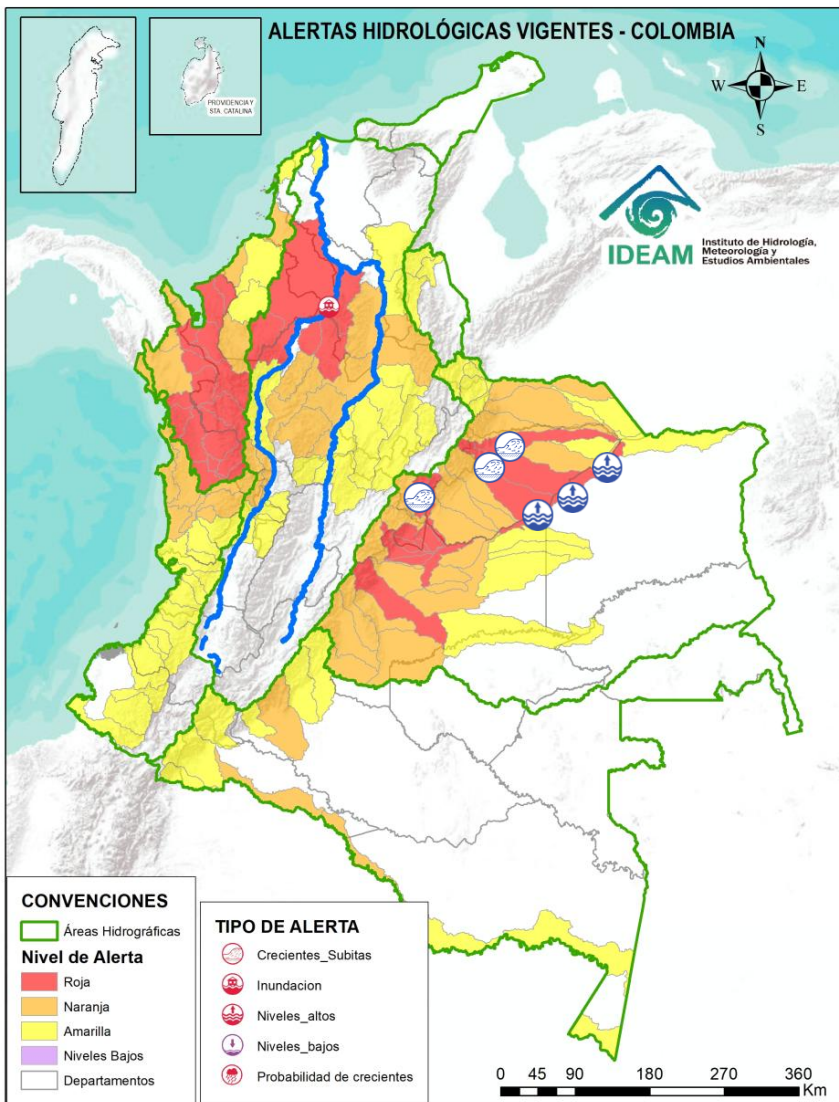 ALERTAS HIDROLÓGICAS VIGENTES - COLOMBIA
PROVIDENCIA Y
STA. CATALINA
N
W
E
S
IDEAM
Instituto de Hidrología,
Meteorología y
Estudios Ambientales
CONVENCIONES
Áreas Hidrográficas
Nivel de Alerta
Roja
Naranja
Amarilla
Niveles Bajos
Departamentos
TIPO DE ALERTA
Crecientes_Subitas
Inundacion
Niveles_altos
Niveles_bajos
Probabilidad de crecientes
0 45 90 180 270 360
Km